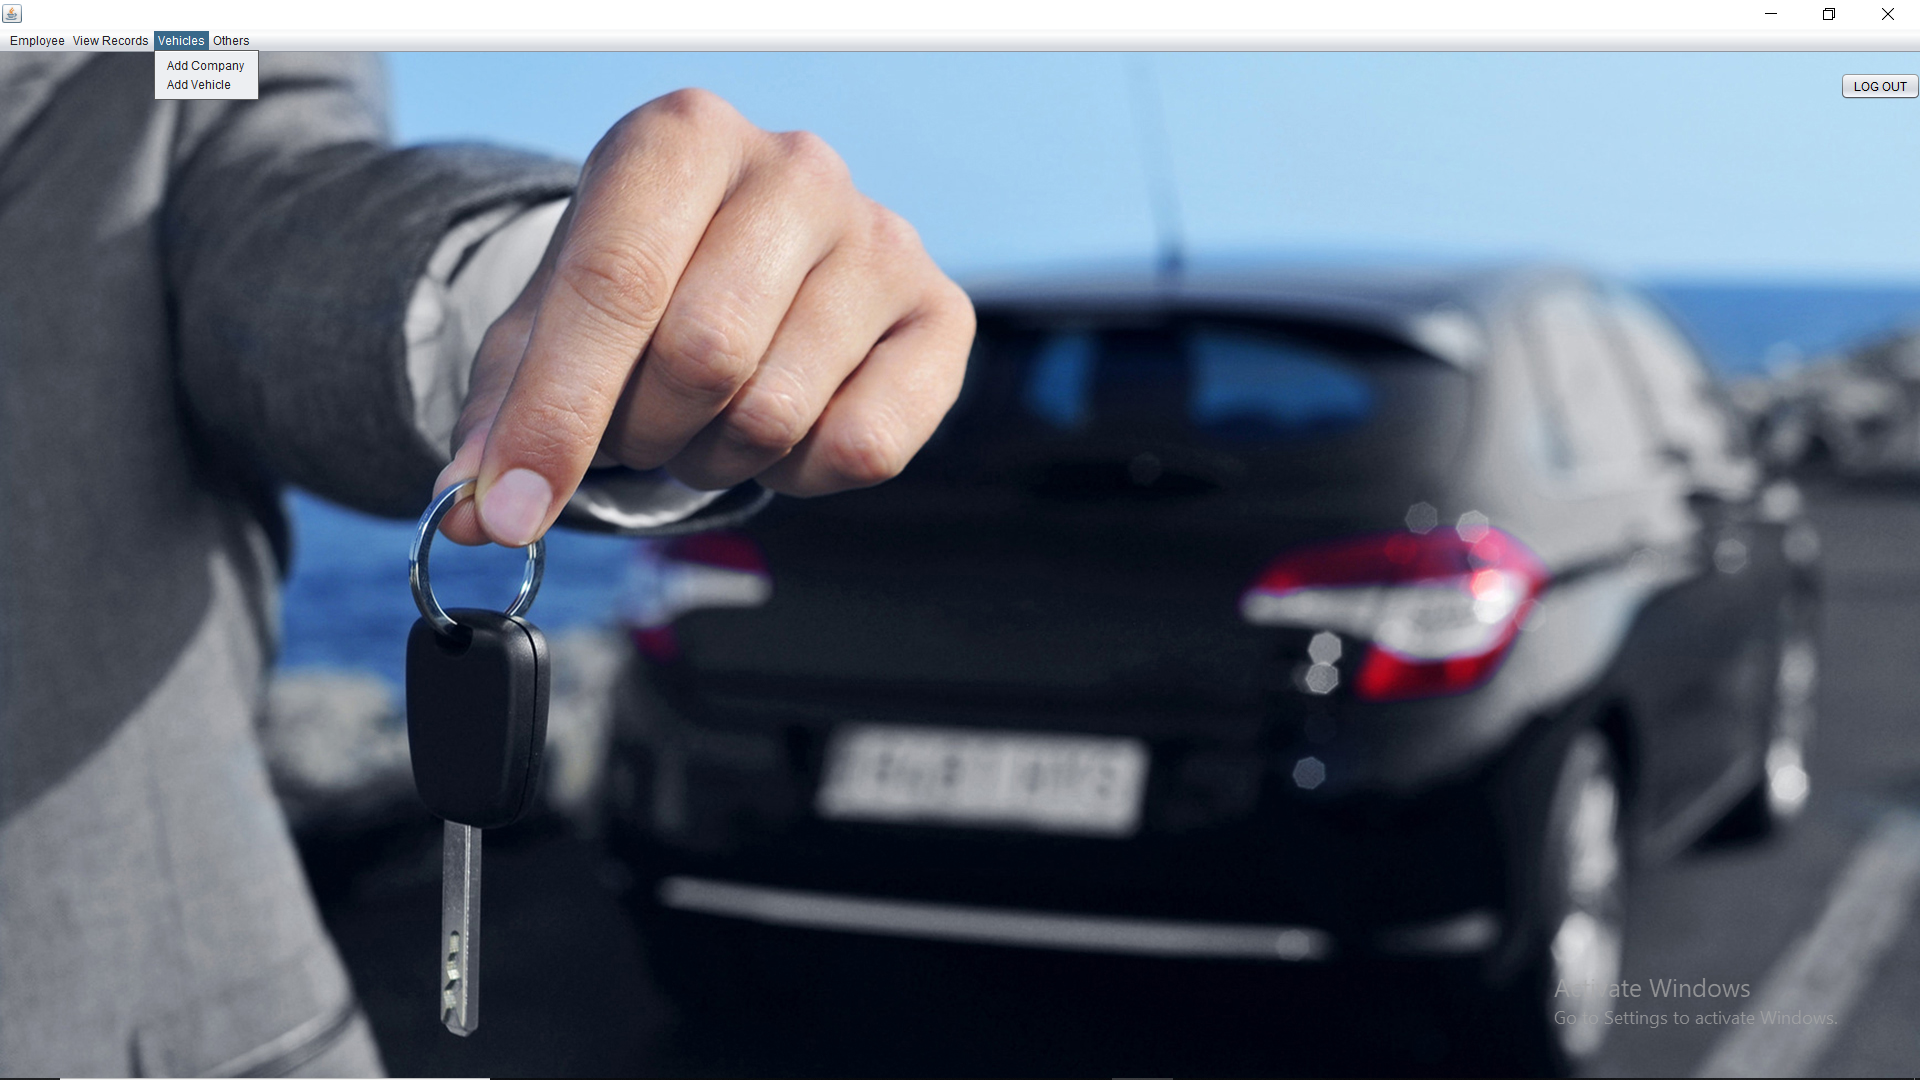 Employee View Records Vehicles Others
Add Company
Add Vehicle
LOG OUT
Activate Windows
Go to Settings to activate Windows.